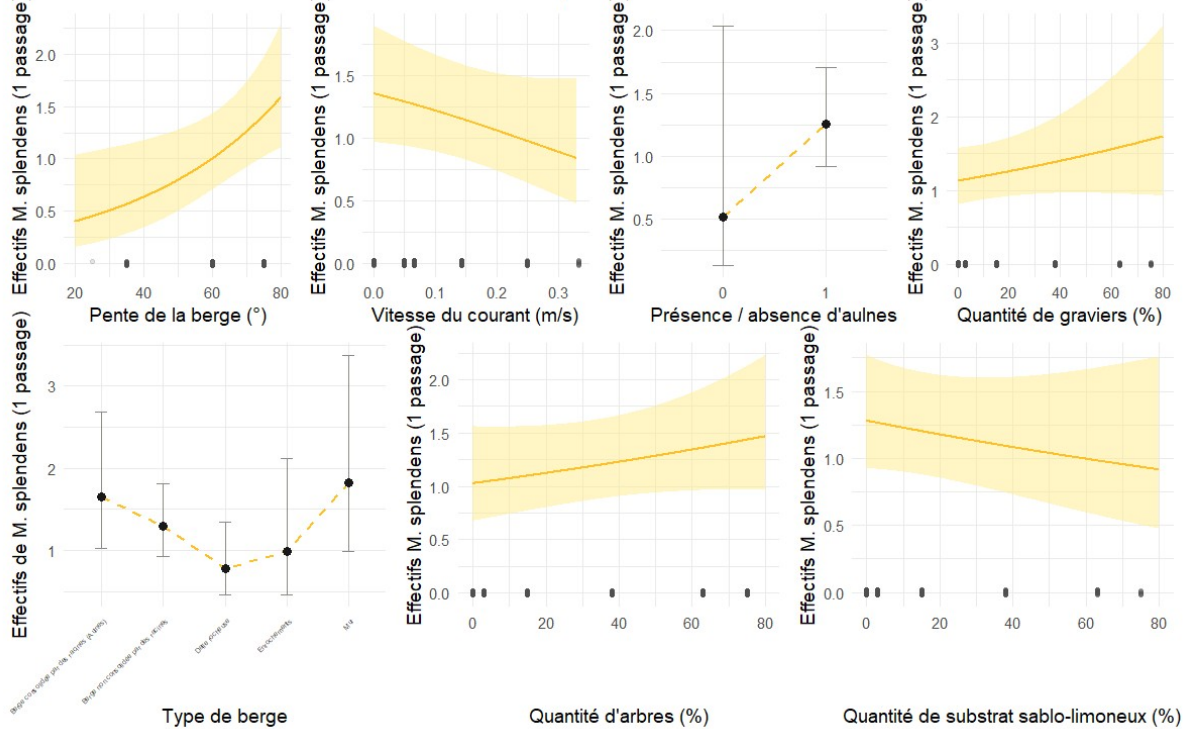 Effectifs M. splendens (1 passage)
2.0
1.5
1.0
0.5
0.0
20 40 60 80
Pente de la berge (°)
Effectifs M. splendens (1 passage)
1.5
1.0
0.5
0.0
0.0 0.1 0.2 0.3
Vitesse du courant (m/s)
Effectifs M. splendens (1 passage)
2.0
1.5
1.0
0.5
0 1
Présence / absence d'aulnes
Effectifs M. splendens (1 passage)
3
2
1
0
0 20 40 60 80
Quantité de graviers (%)
Effectifs de M. splendens (1 passage)
3
2
1
Enrochements
Mur
Type de berge
Effectifs M. splendens (1 passage)
2.0
1.5
1.0
0.5
0.0
0 20 40 60 80
Quantité d'arbres (%)
Effectifs M. splendens (1 passage)
1.5
1.0
0.5
0.0
0 20 40 60 80
Quantité de substrat sablo-limoneux (%)